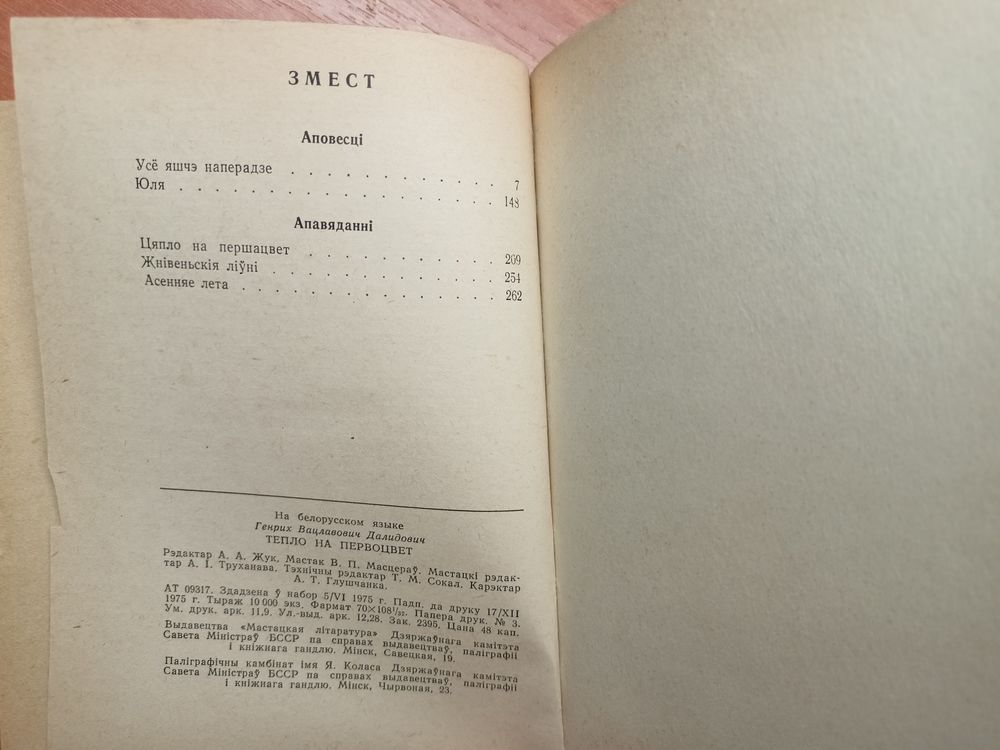 ЗМЕСТ
Аповесці
Усё яшчэ наперадзе . . . . . . . . . . . . 7
Юля . . . . . . . . . . . . . . . . . . 148
Апавяданні
Цяпло на першацвет . . . . . . . . . . . 209
Жнівеньскія ліўні . . . . . . . . . . . . 254
Асенняе лета . . . . . . . . . . . . . . . 262
На белорусском языке
Генрих Вацлавович Далидович
ТЕПЛО НА ПЕРВОЦВЕТ
Рэдактар А. А. Жук. Мастак В. П. Масцераў. Мастацкі рэдак-
тар А. І. Труханава. Тэхнічны рэдактар Т. М. Сокал. Карэктар
А. Т. Глушчанка.
АТ 09317. Здадзена ў набор 5/VI 1975 г. Падп. да друку 17/XII
1975 г. Тыраж 10 000 экз. Фармат 70×108¹/₃₂. Папера друк. № 3.
Ум. друк. арк. 11,9. Ул.-выд. арк. 12,28. Зак. 2395. Цана 48 кап.
Выдавецтва «Мастацкая літаратура» Дзяржаўнага камітэта
Савета Міністраў БССР па справах выдавецтваў, паліграфіі
і кніжнага гандлю. Мінск, Савецкая, 19.
Паліграфічны камбінат імя Я. Коласа Дзяржаўнага камітэта
Савета Міністраў БССР па справах выдавецтваў, паліграфіі
і кніжнага гандлю. Мінск, Чырвоная, 23.